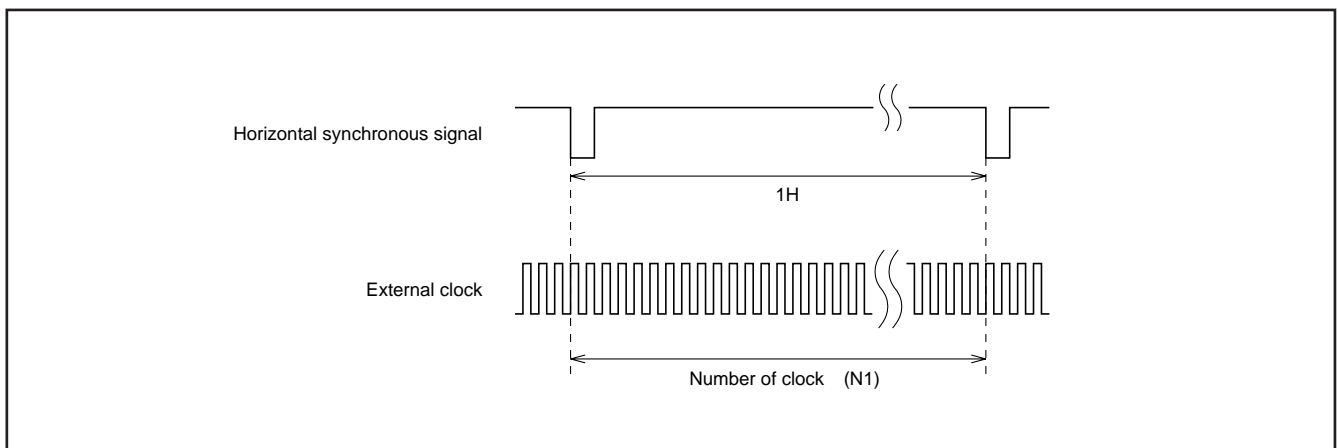 Horizontal synchronous signal
1H
External clock
Number of clock (N1)